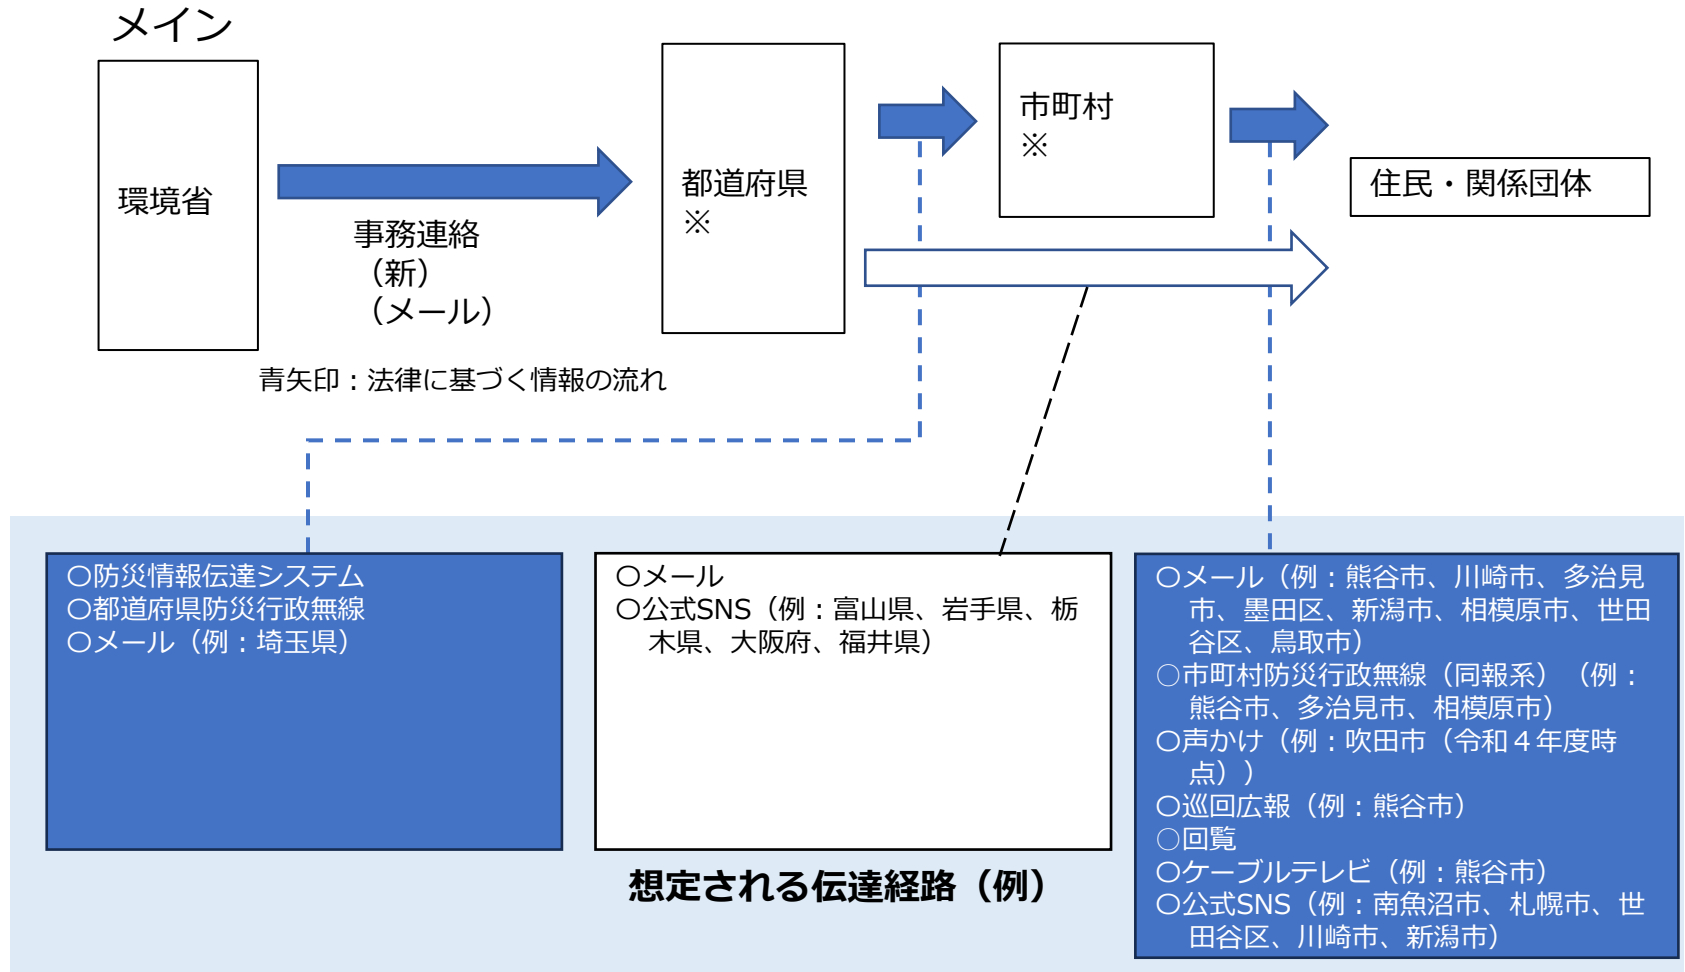 メイン
環境省
事務連絡
（新）
（メール）
都道府県
※
市町村
※
住民・関係団体
青矢印：法律に基づく情報の流れ
〇防災情報伝達システム
〇都道府県防災行政無線
〇メール（例：埼玉県）
〇メール
〇公式SNS（例：富山県、岩手県、栃
木県、大阪府、福井県）
想定される伝達経路（例）
〇メール（例：熊谷市、川崎市、多治見
市、墨田区、新潟市、相模原市、世田
谷区、鳥取市）
○市町村防災行政無線（同報系）（例：
熊谷市、多治見市、相模原市）
〇声かけ（例：吹田市（令和４年度時
点））
〇巡回広報（例：熊谷市）
○回覧
〇ケーブルテレビ（例：熊谷市）
〇公式SNS（例：南魚沼市、札幌市、世
田谷区、川崎市、新潟市）